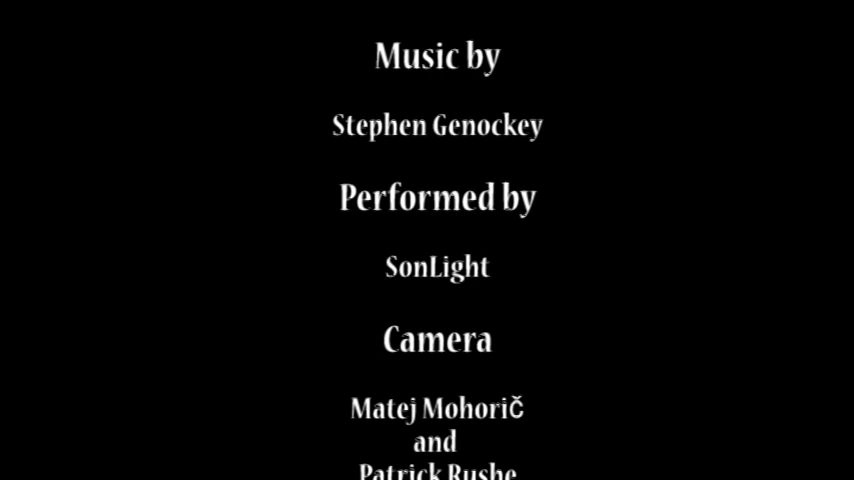 Music by
Stephen Genockey
Performed by
SonLight
Camera
Matej Mohorič
and
Patrick Rushe